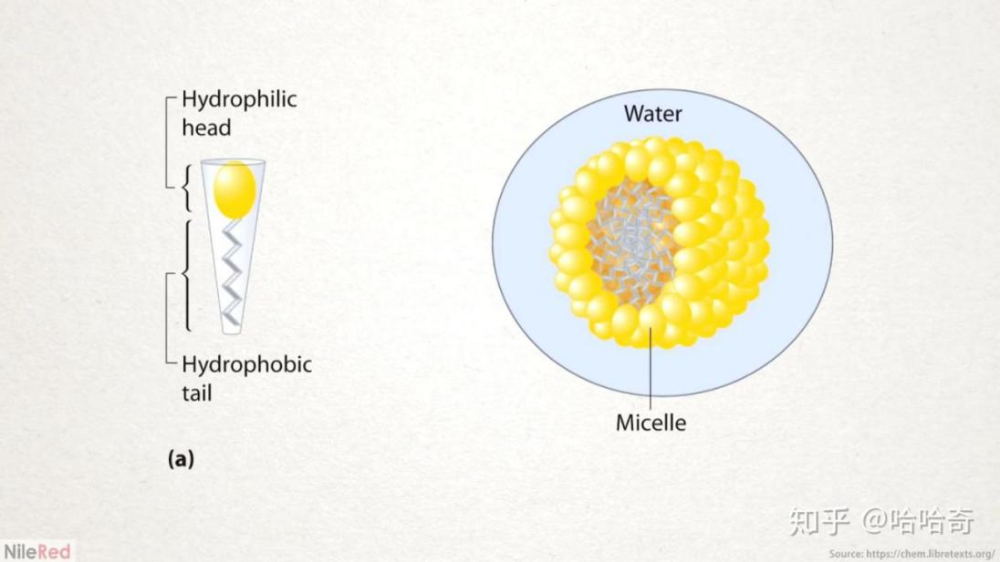 Hydrophilic
head
Hydrophobic
tail
(a)
Water
Micelle
知乎 @哈哈奇
NileRed
Source: https://chem.libretexts.org/